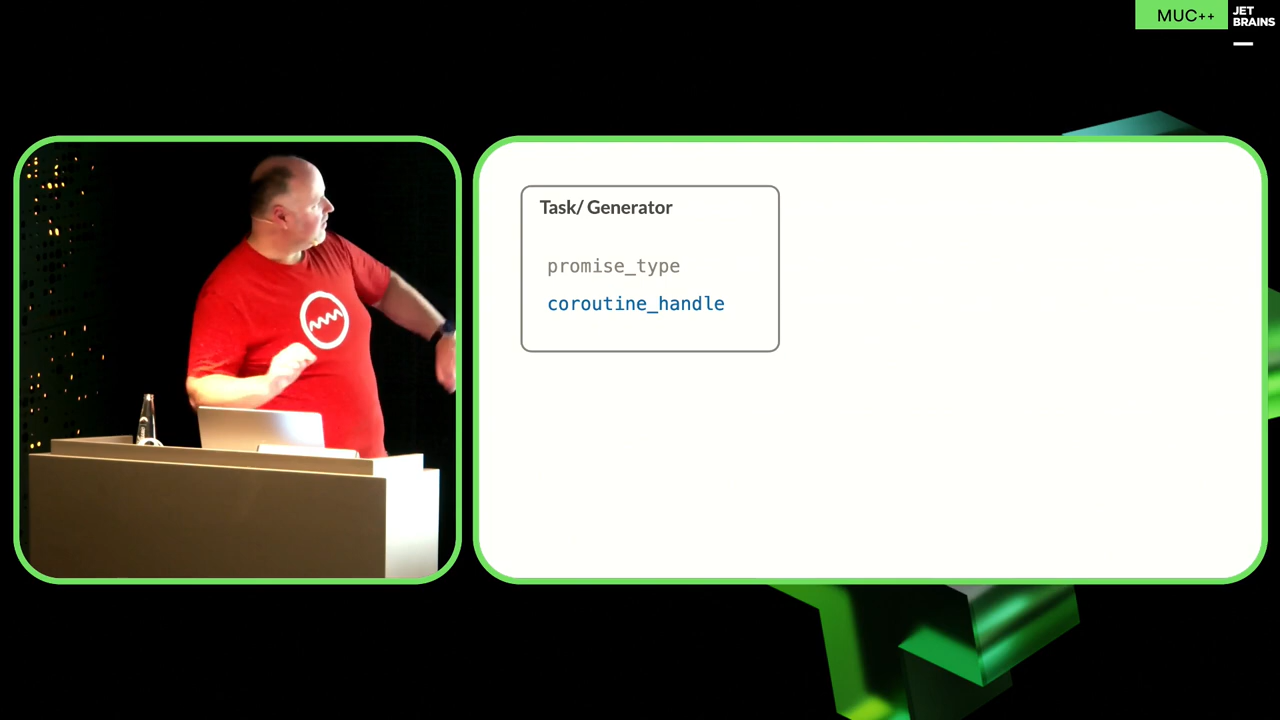 MUC++
JET
BRAINS
Task/ Generator
promise_type
coroutine_handle